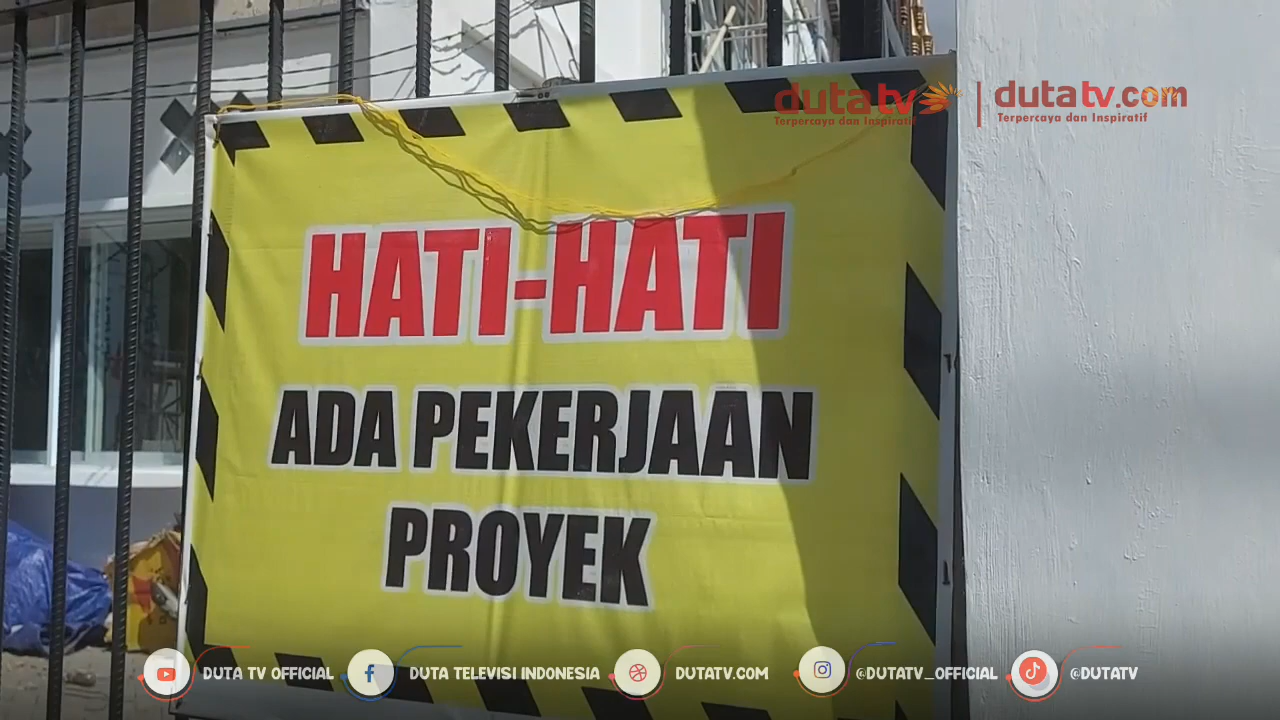 dutatv
Terpercaya dan Inspiratif
dutatv.com
Terpercaya dan Inspiratif
HATI-HATI
ADA PEKERJAAN
PROYEK
DUTA TV OFFICIAL
DUTA TELEVISI INDONESIA
DUTATV.COM
@DUTATV_OFFICIAL
@DUTATV